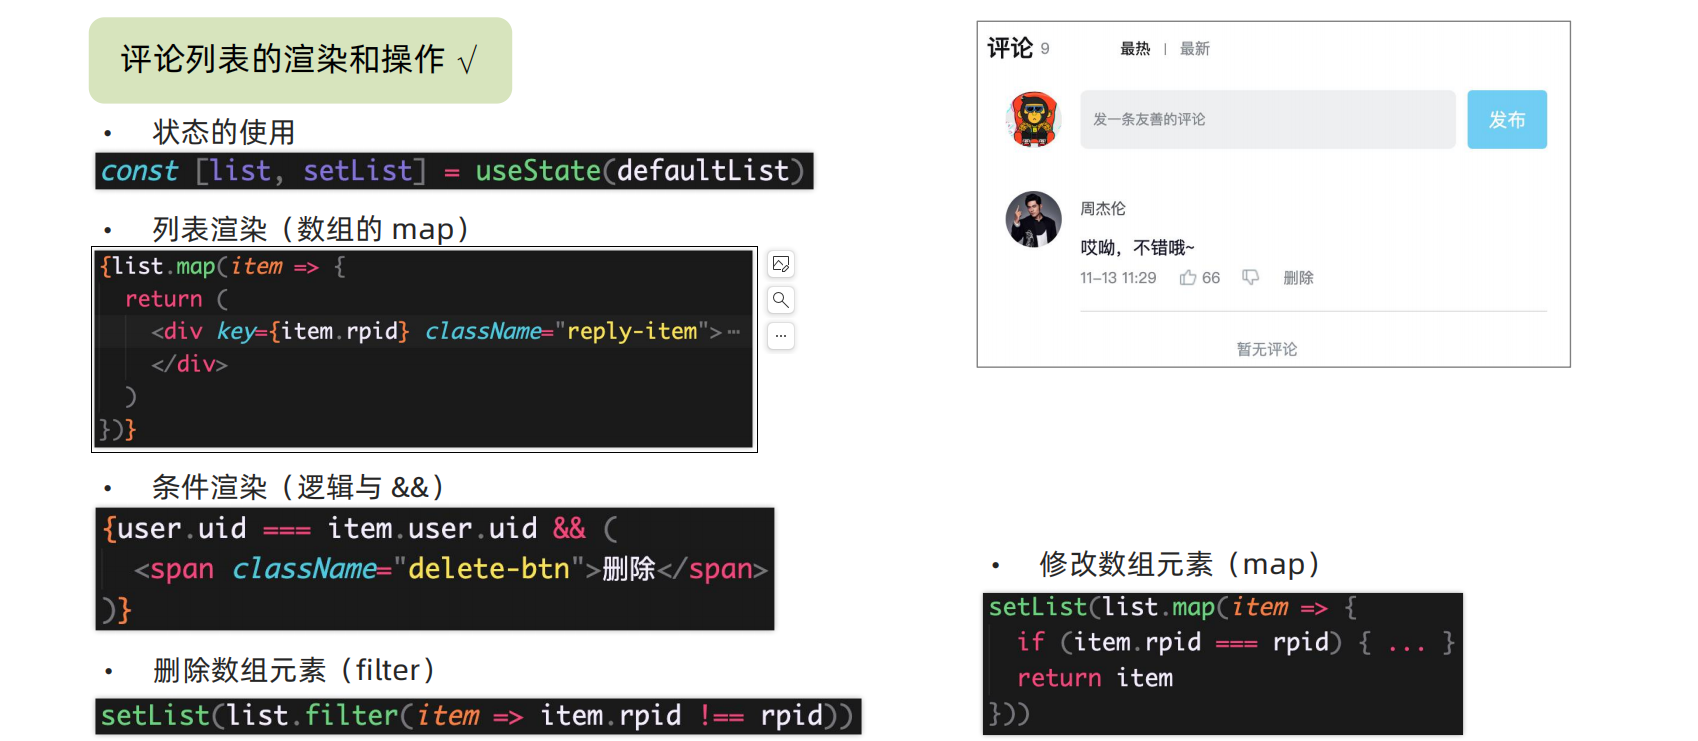 评论列表的渲染和操作 √
• 状态的使用
const [list, setList] = useState(defaultList)
• 列表渲染（数组的 map）
{list.map(item => {
  return (
    <div key={item.rpid} className="reply-item">…
    </div>
  )
})}
• 条件渲染（逻辑与 &&）
{user.uid === item.user.uid && (
  <span className="delete-btn">删除</span>
)}
• 删除数组元素（filter）
setList(list.filter(item => item.rpid !== rpid))
评论 9 最热 | 最新
发一条友善的评论 发布
周杰伦
哎呦，不错哦~
11-13 11:29 66 删除
暂无评论
• 修改数组元素（map）
setList(list.map(item => {
  if (item.rpid === rpid) { ... }
  return item
}))